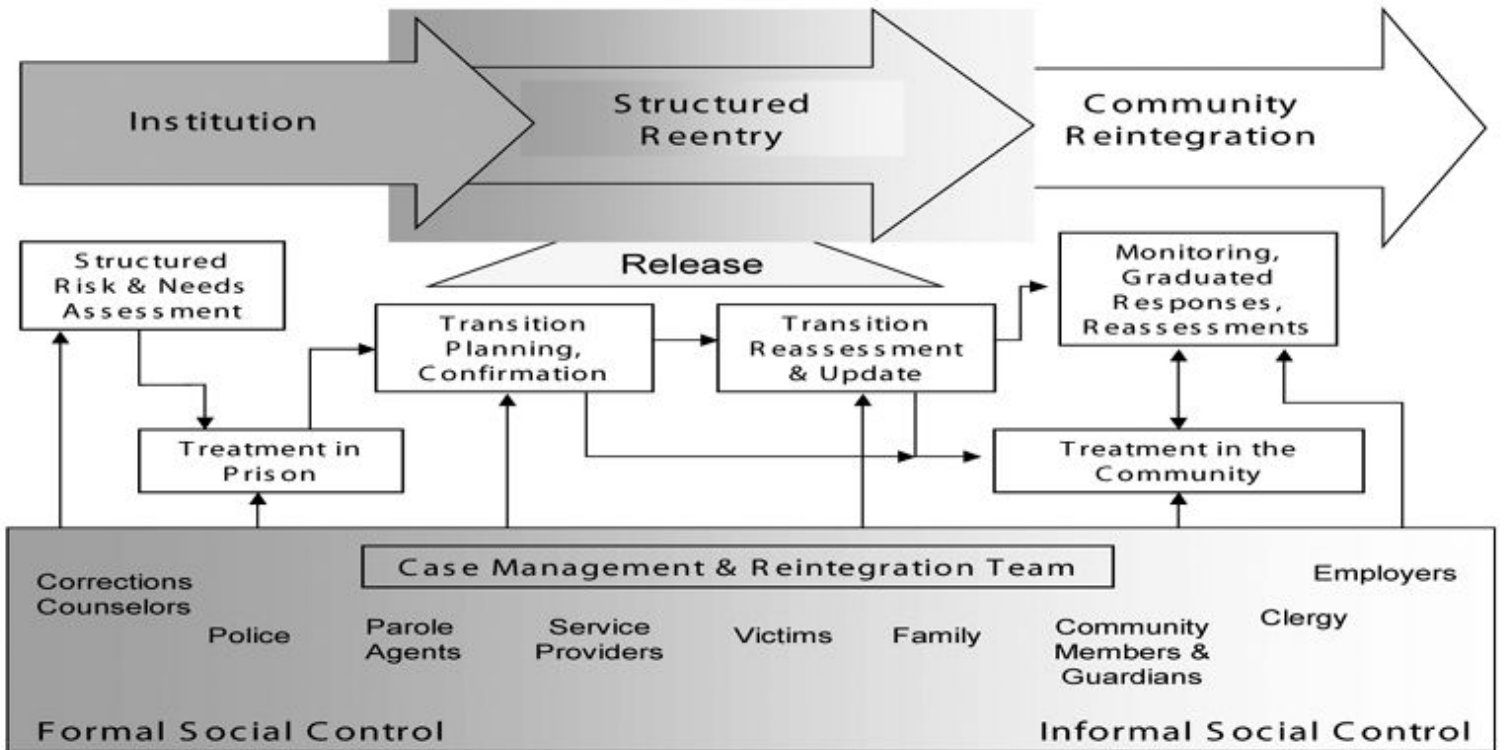 Institution
Structured
Reentry
Community
Reintegration
Release
Structured
Risk & Needs
Assessment
Transition
Planning,
Confirmation
Transition
Reassessment
& Update
Monitoring,
Graduated
Responses,
Reassessments
Treatment in
Prison
Treatment in the
Community
Case Management & Reintegration Team
Corrections
Counselors
Police
Parole
Agents
Service
Providers
Victims
Family
Community
Members &
Guardians
Clergy
Employers
Formal Social Control
Informal Social Control